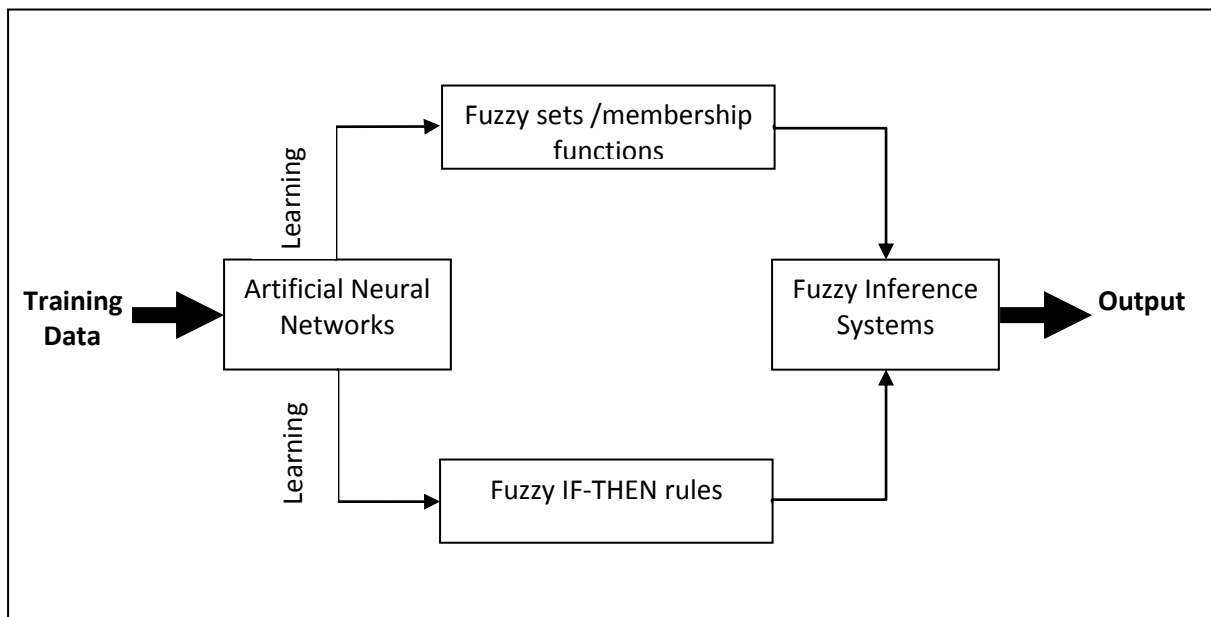 Fuzzy sets /membership
functions
Learning
Training
Data
Artificial Neural
Networks
Fuzzy Inference
Systems
Output
Learning
Fuzzy IF-THEN rules